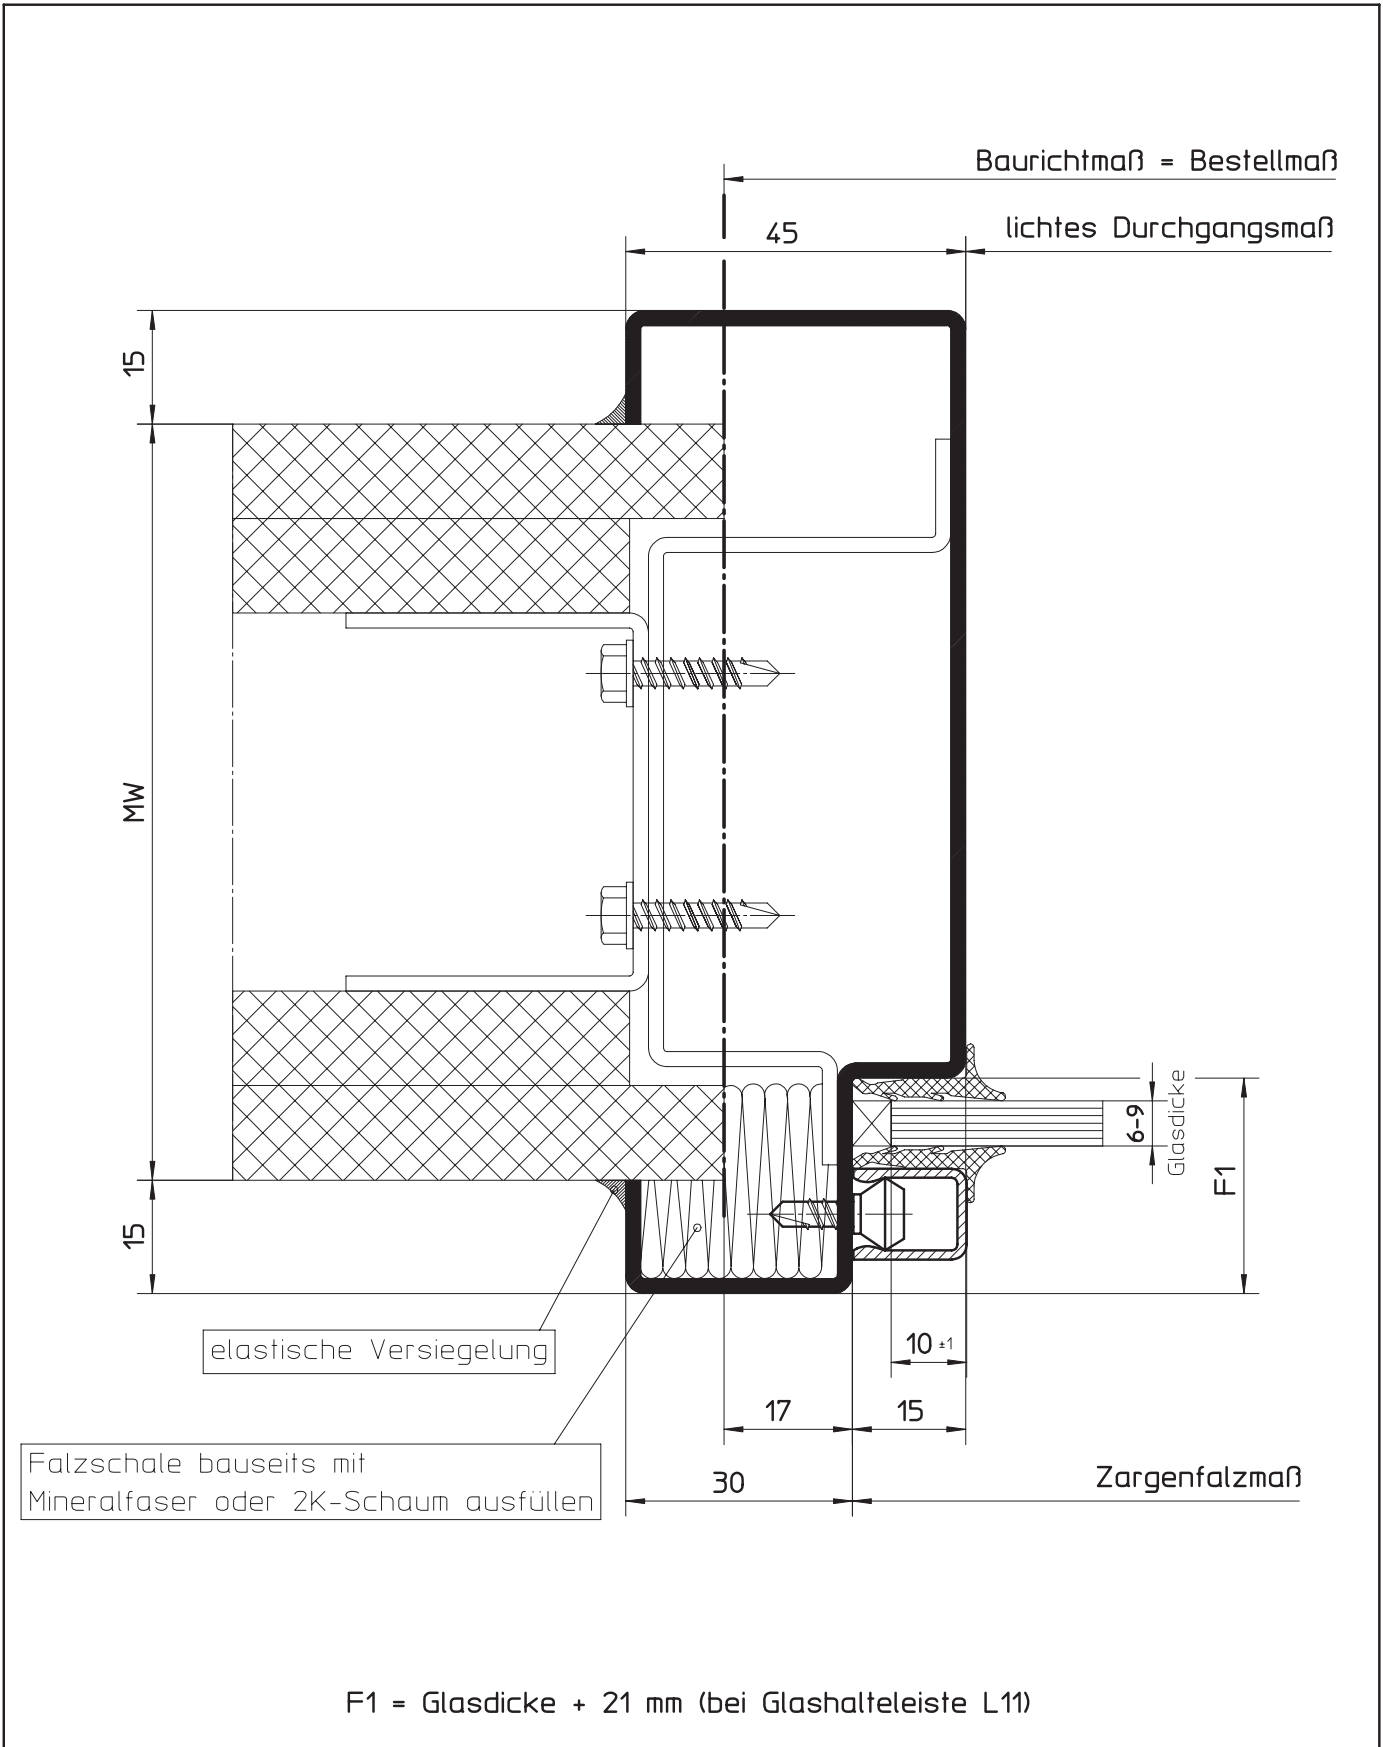 Baurichtmaß = Bestellmaß
lichtes Durchgangsmaß
45
15
MW
15
6-9
Glasdicke
F1
elastische Versiegelung
10 ±1
17
15
Falzschale bauseits mit
Mineralfaser oder 2K-Schaum ausfüllen
30
Zargenfalzmaß
F1 = Glasdicke + 21 mm (bei Glashalteleiste L11)